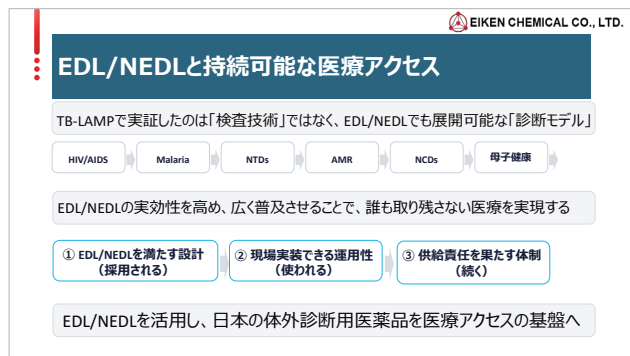 EIKEN CHEMICAL CO., LTD.
EDL/NEDLと持続可能な医療アクセス
TB-LAMPで実証したのは「検査技術」ではなく、EDL/NEDLでも展開可能な「診断モデル」
HIV/AIDS
Malaria
NTDs
AMR
NCDs
母子健康
EDL/NEDLの実効性を高め、広く普及させることで、誰も取り残さない医療を実現する
① EDL/NEDLを満たす設計
（採用される）
② 現場実装できる運用性
（使われる）
③ 供給責任を果たす体制
（続く）
EDL/NEDLを活用し、日本の体外診断用医薬品を医療アクセスの基盤へ